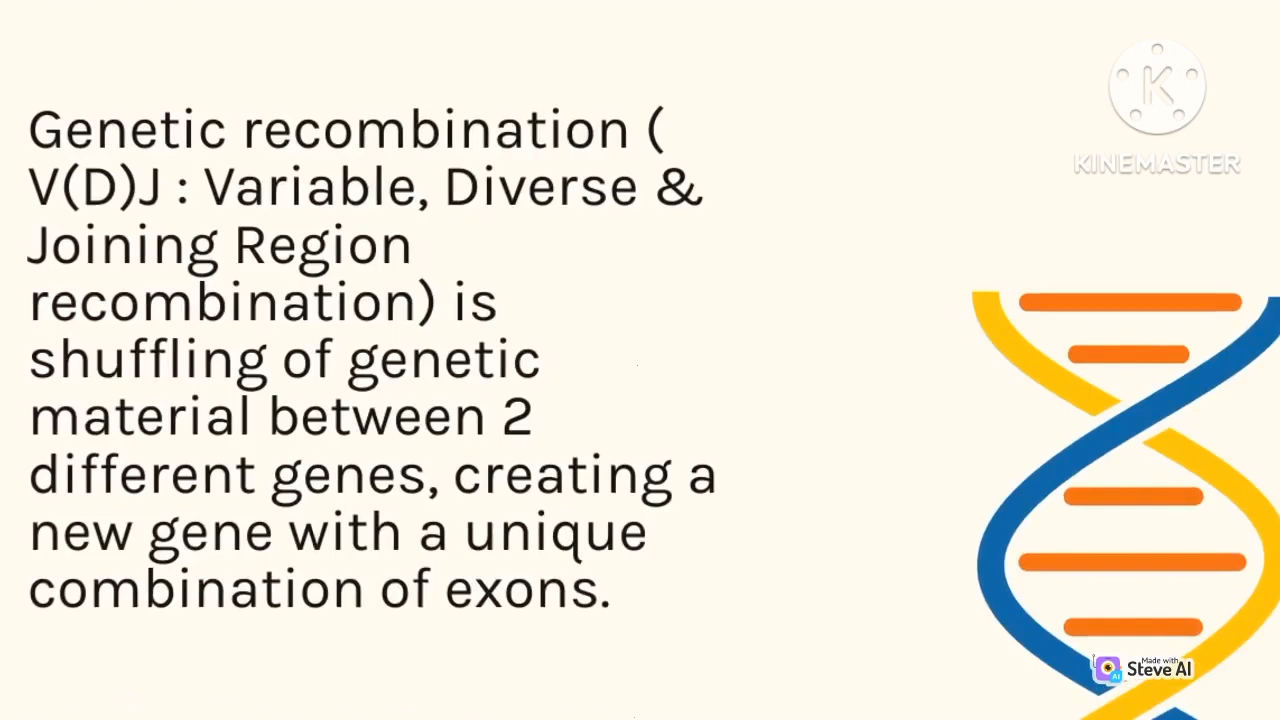 Genetic recombination (
V(D)J : Variable, Diverse &
Joining Region
recombination) is
shuffling of genetic
material between 2
different genes, creating a
new gene with a unique
combination of exons.
K
KINEMASTER
Made with
AI
Steve AI